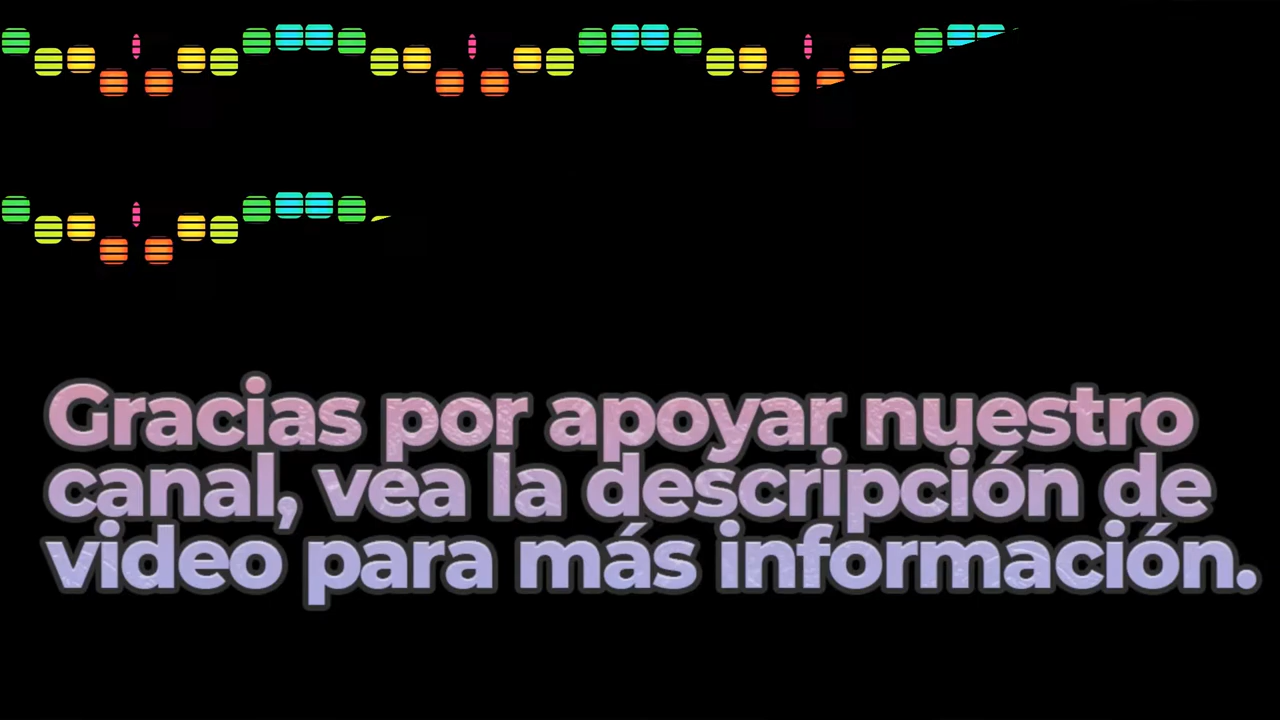 Gracias por apoyar nuestro
canal, vea la descripción de
video para más información.